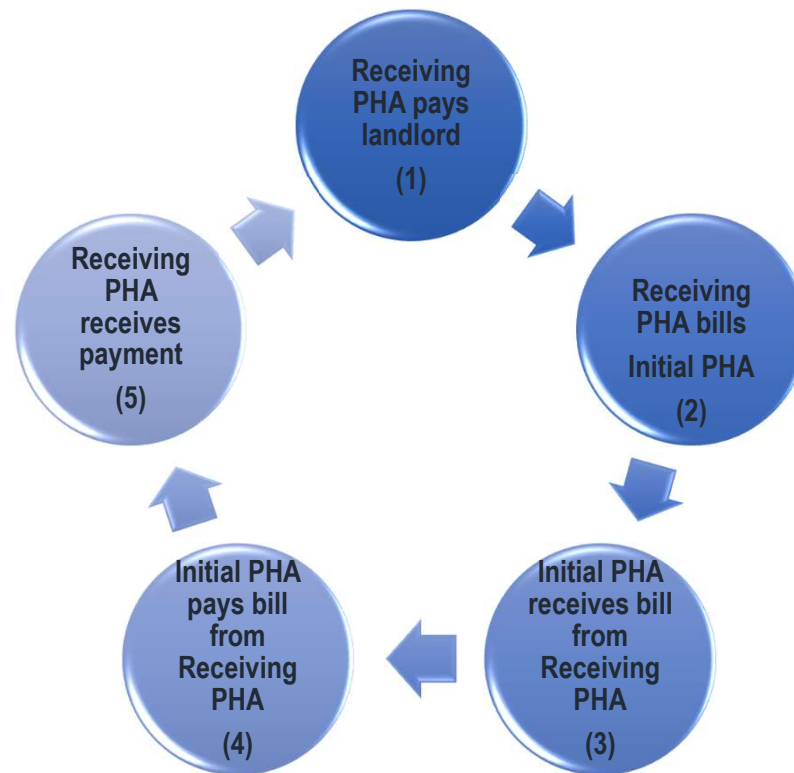 Receiving
PHA pays
landlord
(1)
Receiving
PHA bills
Initial PHA
(2)
Initial PHA
receives bill
from
Receiving
PHA
(3)
Initial PHA
pays bill
from
Receiving
PHA
(4)
Receiving
PHA
receives
payment
(5)